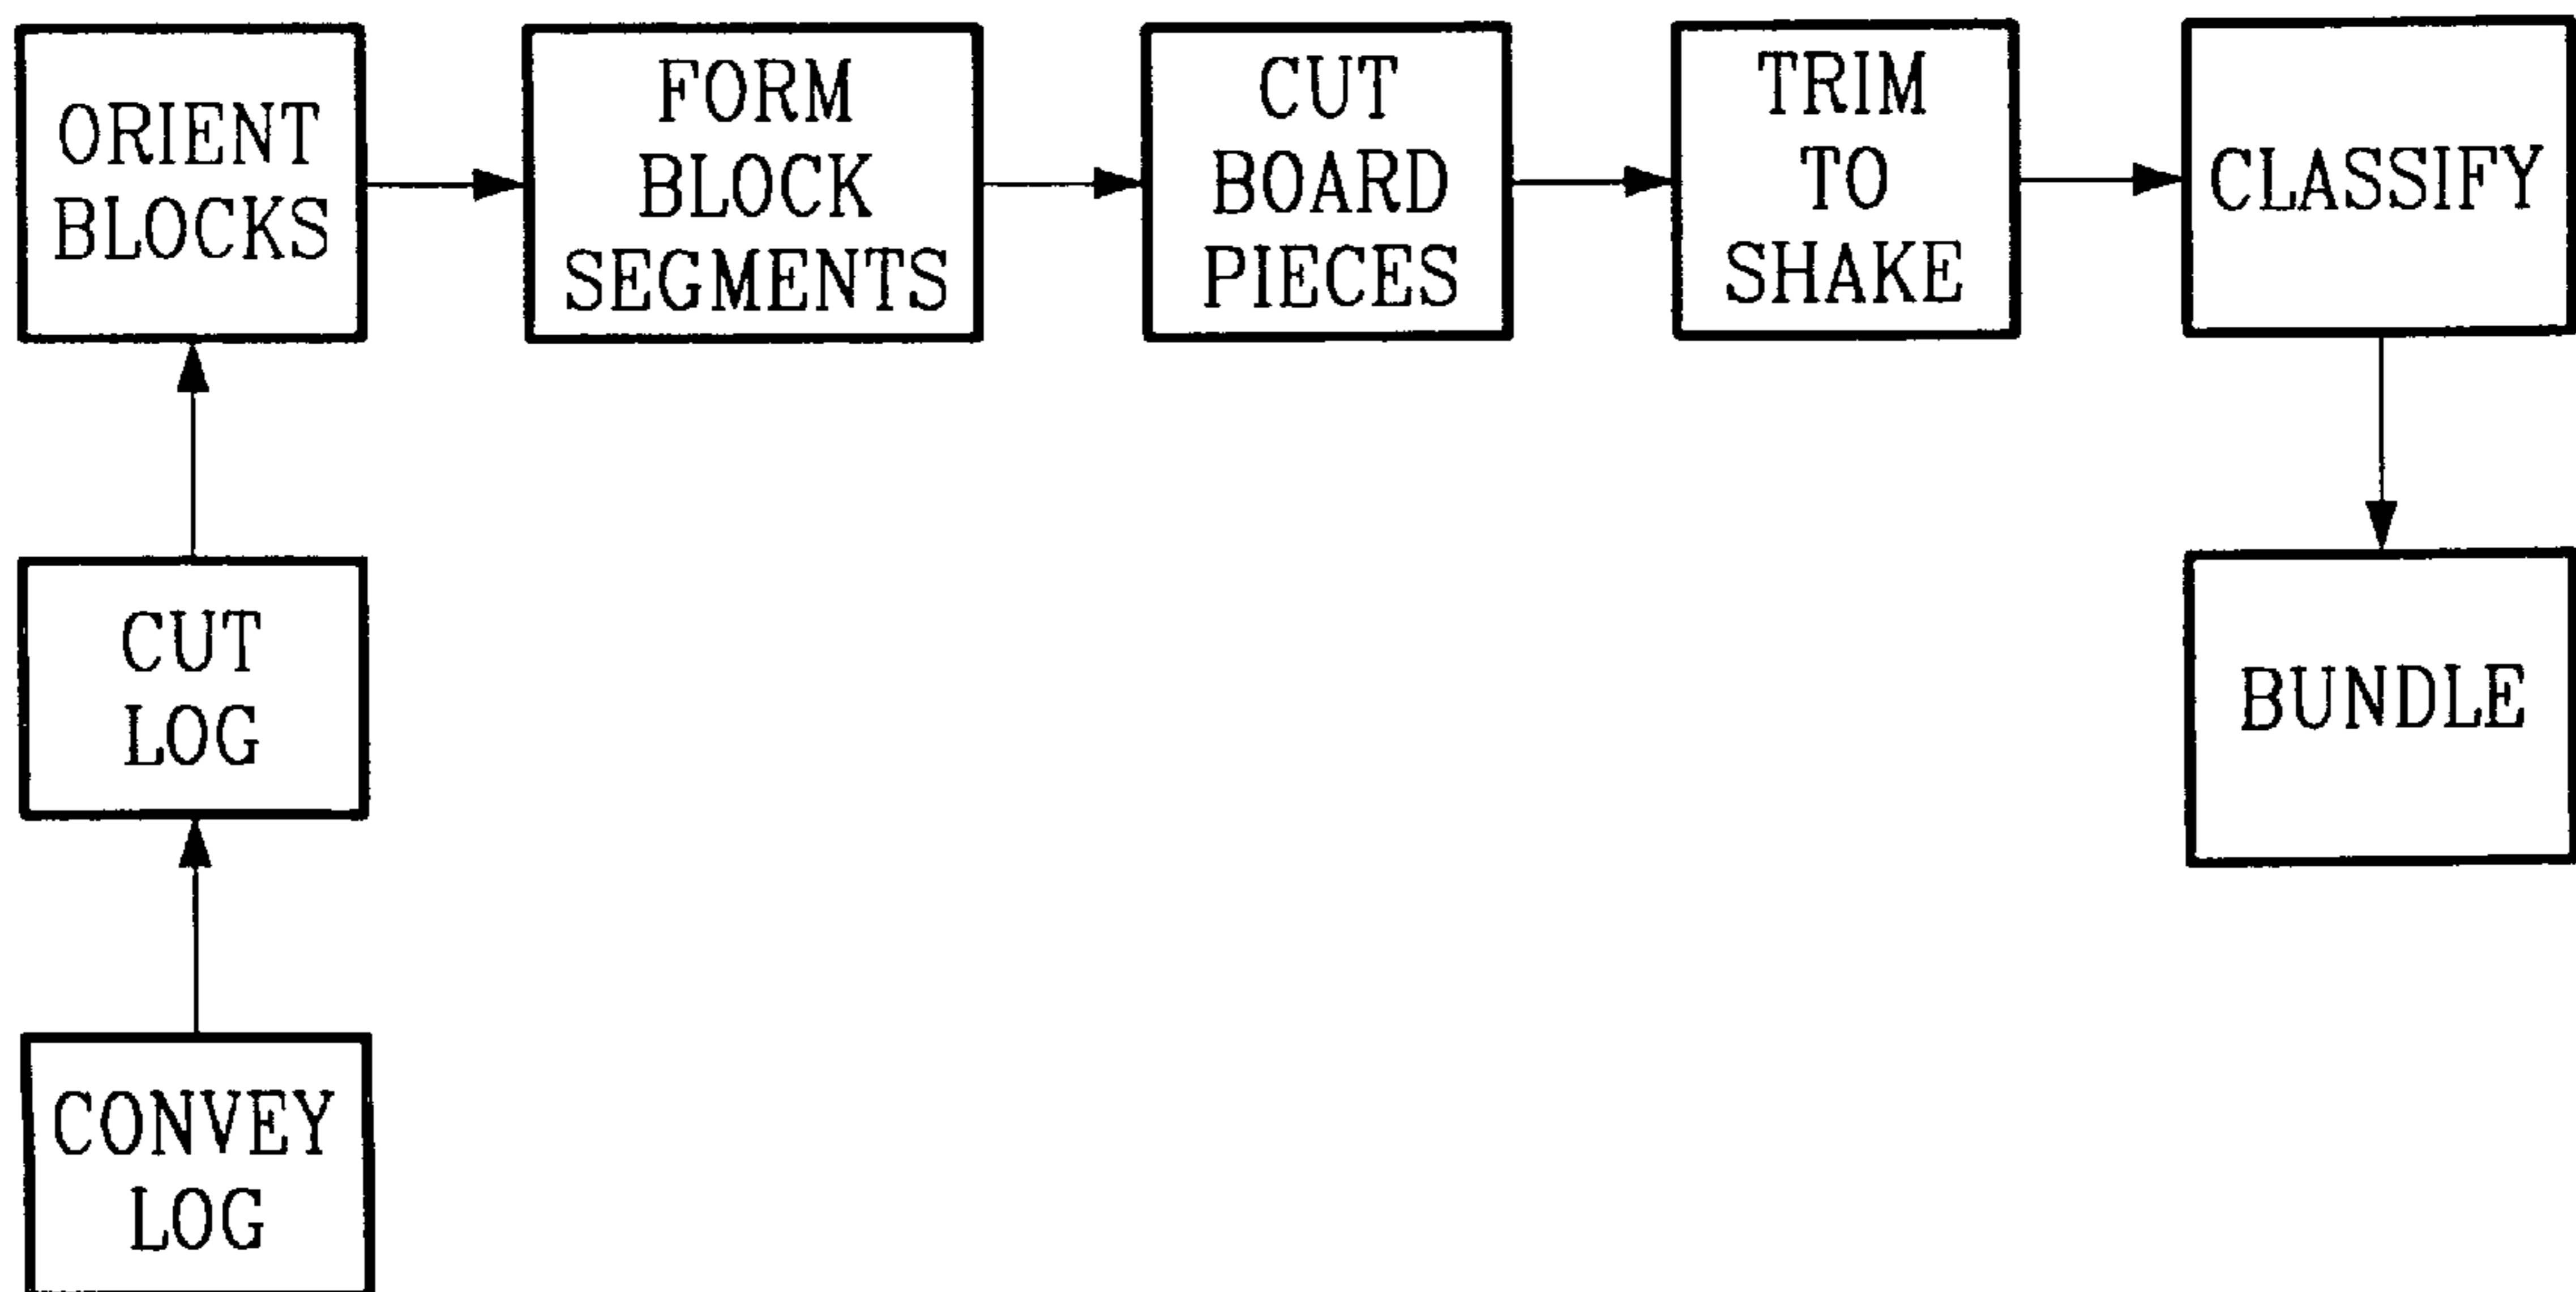 ORIENT
BLOCKS
FORM
BLOCK
SEGMENTS
CUT
BOARD
PIECES
TRIM
TO
SHAKE
CLASSIFY
CUT
LOG
BUNDLE
CONVEY
LOG